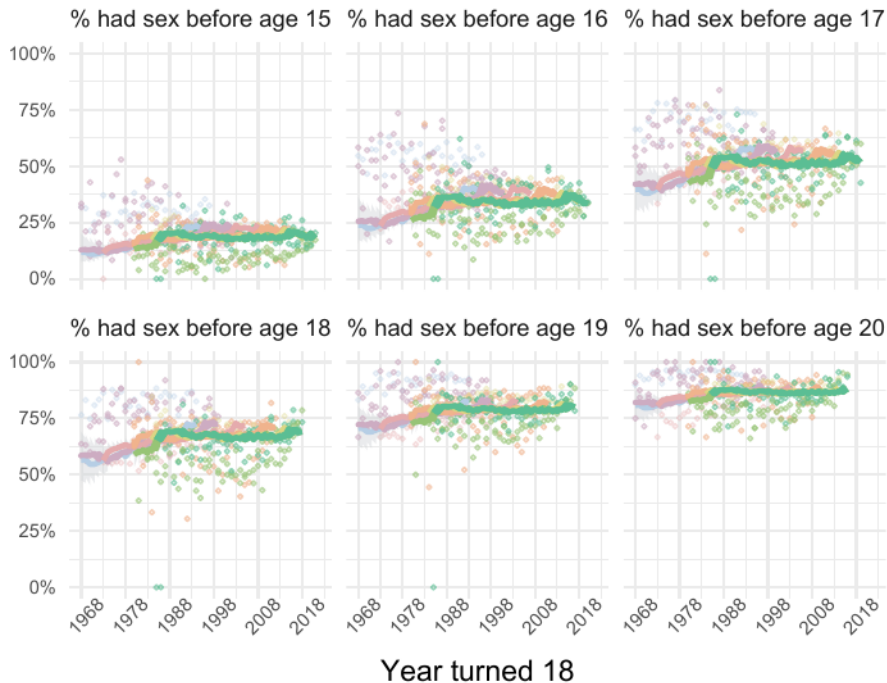 % had sex before age 15 % had sex before age 16 % had sex before age 17
100%
75%
50%
25%
0%
% had sex before age 18 % had sex before age 19 % had sex before age 20
100%
75%
50%
25%
0%
1968 1978 1988 1998 2008 2018 1968 1978 1988 1998 2008 2018 1968 1978 1988 1998 2008 2018
Year turned 18